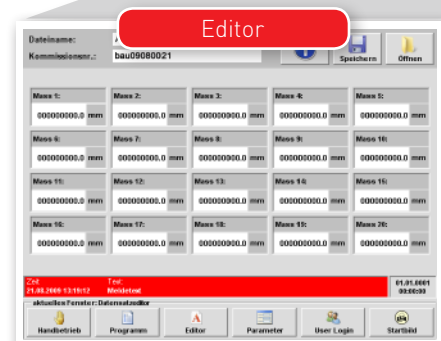 Editor
Dateiname:
Kommissionsnr.: bau09080021
Speichern Öffnen
Mass 1: Mass 2: Mass 3: Mass 4: Mass 5:
000000000.0 mm 000000000.0 mm 000000000.0 mm 000000000.0 mm 000000000.0 mm
Mass 6: Mass 7: Mass 8: Mass 9: Mass 10:
000000000.0 mm 000000000.0 mm 000000000.0 mm 000000000.0 mm 000000000.0 mm
Mass 11: Mass 12: Mass 13: Mass 14: Mass 15:
000000000.0 mm 000000000.0 mm 000000000.0 mm 000000000.0 mm 000000000.0 mm
Mass 16: Mass 17: Mass 18: Mass 19: Mass 20:
000000000.0 mm 000000000.0 mm 000000000.0 mm 000000000.0 mm 000000000.0 mm
Zeit Text: 01.01.0001
21.08.2009 13:19:12 Meldetext 00:00:00
aktuelles Fenster: Datensatzeditor
Handbetrieb Programm Editor Parameter User Login Startbild